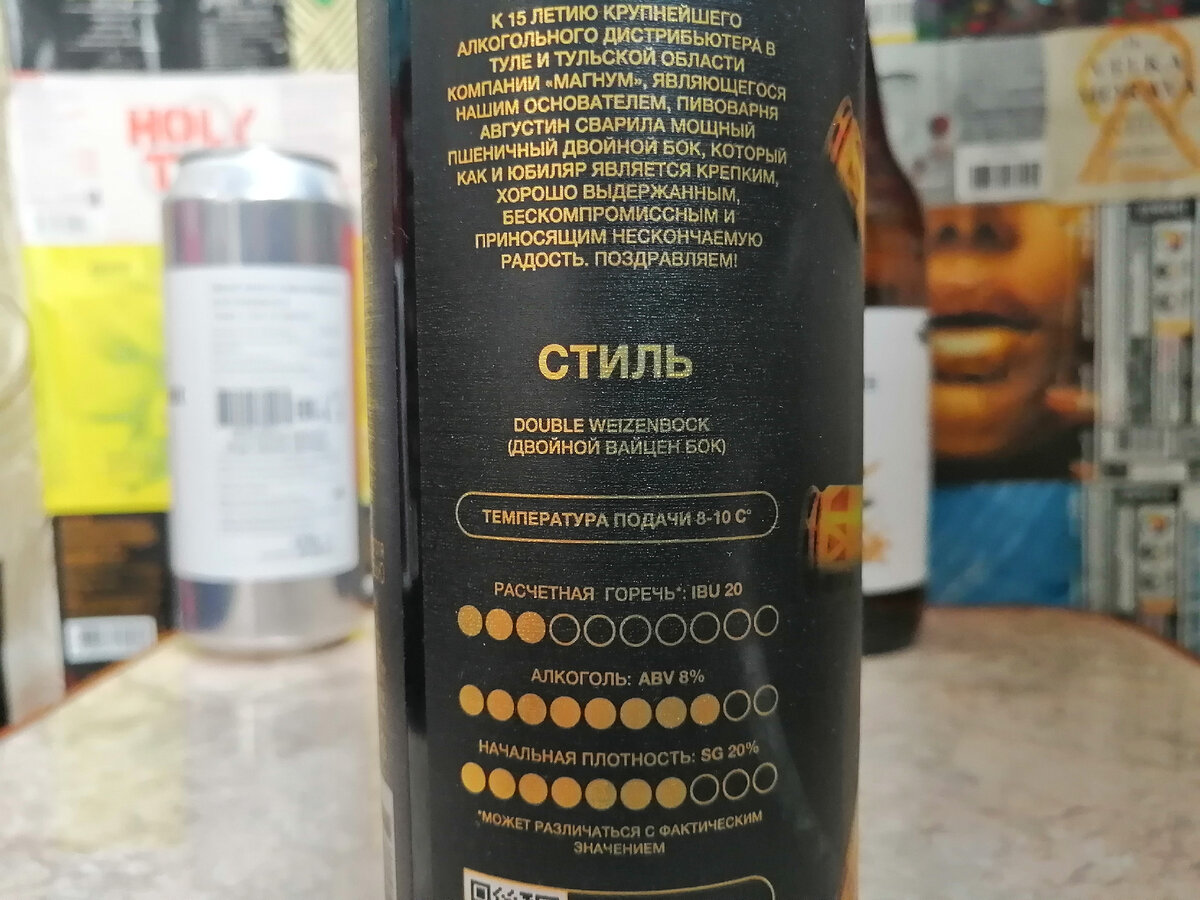 К 15 ЛЕТИЮ КРУПНЕЙШЕГО
АЛКОГОЛЬНОГО ДИСТРИБЬЮТЕРА В
ТУЛЕ И ТУЛЬСКОЙ ОБЛАСТИ
КОМПАНИИ «МАГНУМ», ЯВЛЯЮЩЕГОСЯ
НАШИМ ОСНОВАТЕЛЕМ, ПИВОВАРНЯ
АВГУСТИН СВАРИЛА МОЩНЫЙ
ПШЕНИЧНЫЙ ДВОЙНОЙ БОК, КОТОРЫЙ
КАК И ЮБИЛЯР ЯВЛЯЕТСЯ КРЕПКИМ,
ХОРОШО ВЫДЕРЖАННЫМ,
БЕСКОМПРОМИССНЫМ И
ПРИНОСЯЩИМ НЕСКОНЧАЕМУЮ
РАДОСТЬ. ПОЗДРАВЛЯЕМ!
СТИЛЬ
DOUBLE WEIZENBOCK
(ДВОЙНОЙ ВАЙЦЕН БОК)
ТЕМПЕРАТУРА ПОДАЧИ 8-10 С°
РАСЧЕТНАЯ ГОРЕЧЬ*: IBU 20
АЛКОГОЛЬ: ABV 8%
НАЧАЛЬНАЯ ПЛОТНОСТЬ: SG 20%
*МОЖЕТ РАЗЛИЧАТЬСЯ С ФАКТИЧЕСКИМ
ЗНАЧЕНИЕМ
HOLY